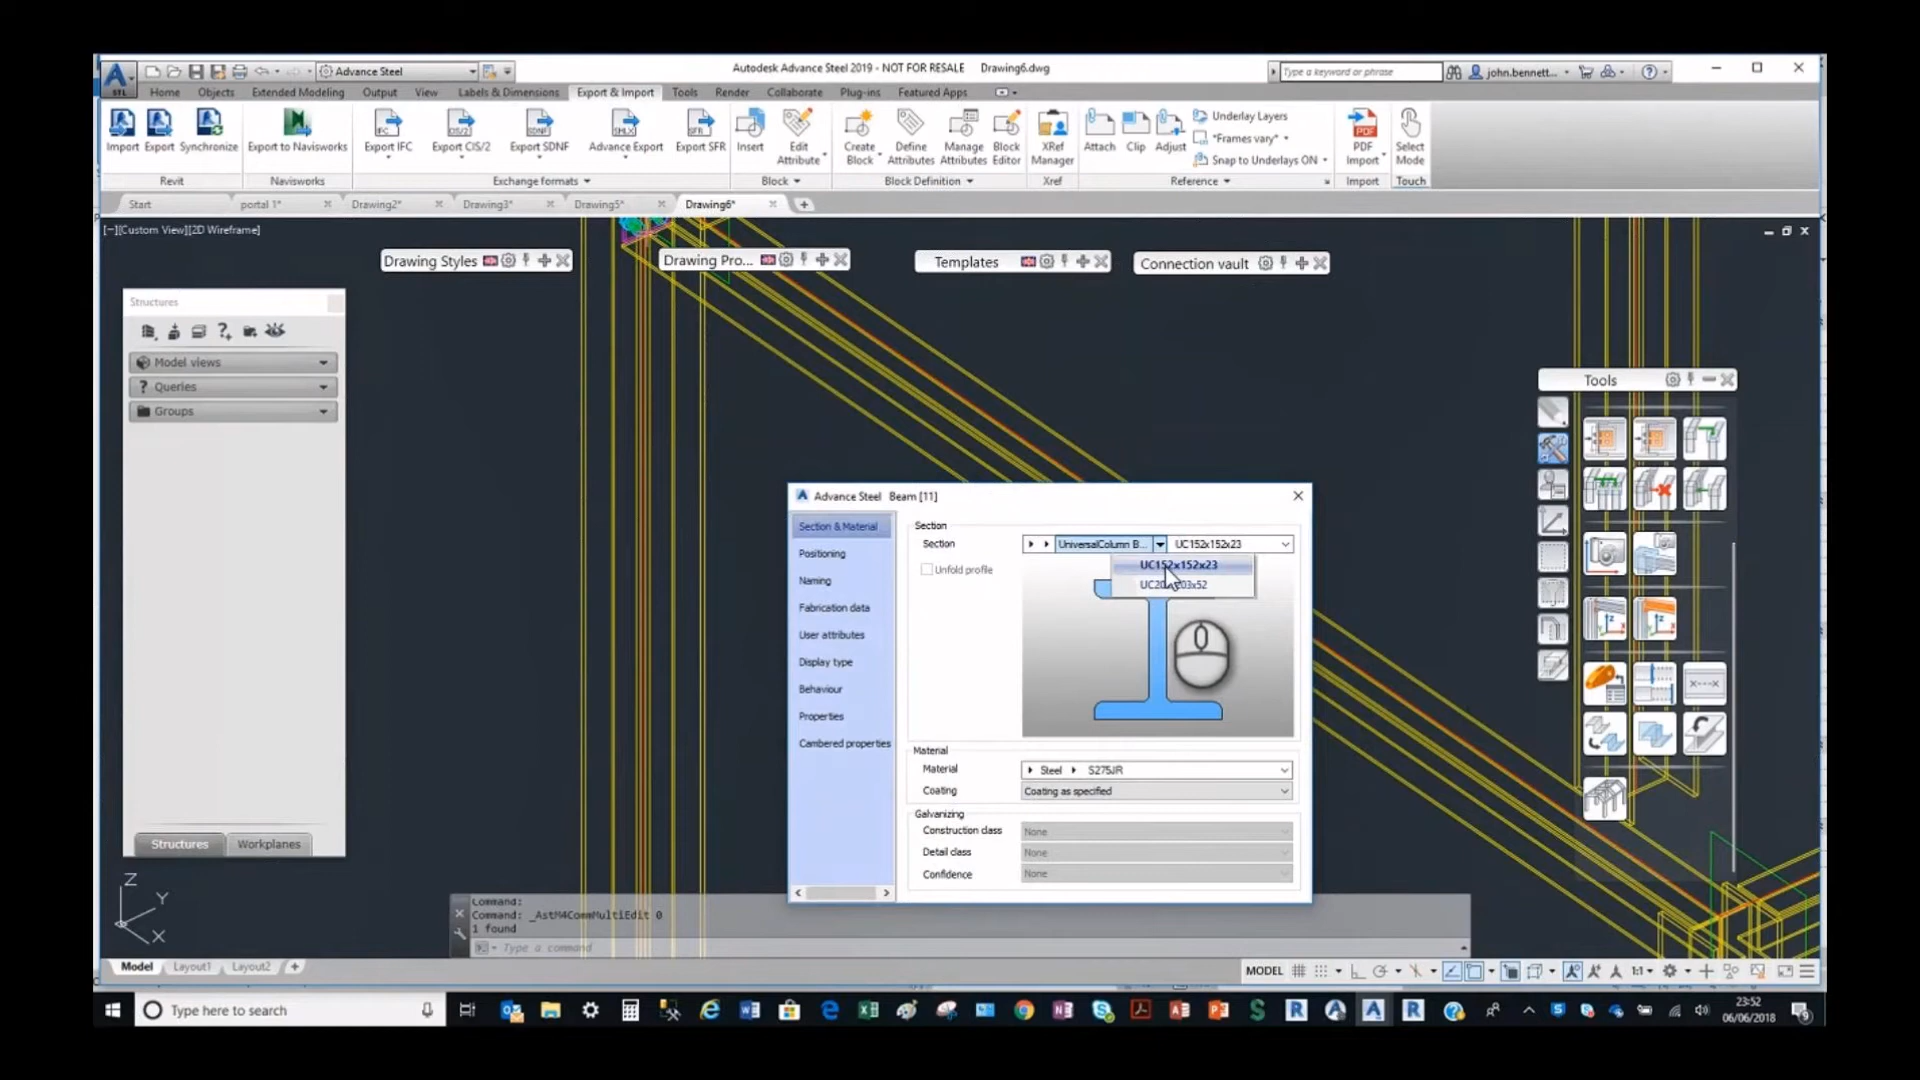 Advance Steel
Autodesk Advance Steel 2019 - NOT FOR RESALE Drawing6.dwg
Type a keyword or phrase
john.bennett...
STL Home Objects Extended Modeling Output View Labels & Dimensions Export & Import Tools Render Collaborate Plug-ins Featured Apps
Import Export Synchronize Export to Navisworks Export IFC Export CIS/2 Export SDNF Advance Export Export SFR Insert Edit Attribute Create Block Define Attributes Manage Attributes Block Editor XRef Manager Attach Clip Adjust
Underlay Layers
*Frames vary*
Snap to Underlays ON
PDF Import Select Mode
Revit Navisworks Exchange formats Block Block Definition Xref Reference Import Touch
Start portal 1* Drawing2* Drawing3* Drawing5* Drawing6*
[−][Custom View][2D Wireframe]
Drawing Styles
Drawing Pro...
Templates
Connection vault
Structures
Model views
Queries
Groups
Structures Workplanes
Tools
Advance Steel Beam [11]
Section & Material
Positioning
Naming
Fabrication data
User attributes
Display type
Behaviour
Properties
Cambered properties
Section
Section UniversalColumn B... UC152x152x23
Unfold profile
UC152x152x23
Material
Material Steel S275JR
Coating Coating as specified
Galvanizing
Construction class None
Detail class None
Confidence None
Z
Y
X
Command:
Command: _AstM4CommMultiEdit 0
1 found
Type a command
Model Layout1 Layout2
MODEL 1:1
Type here to search
23:52
06/06/2018